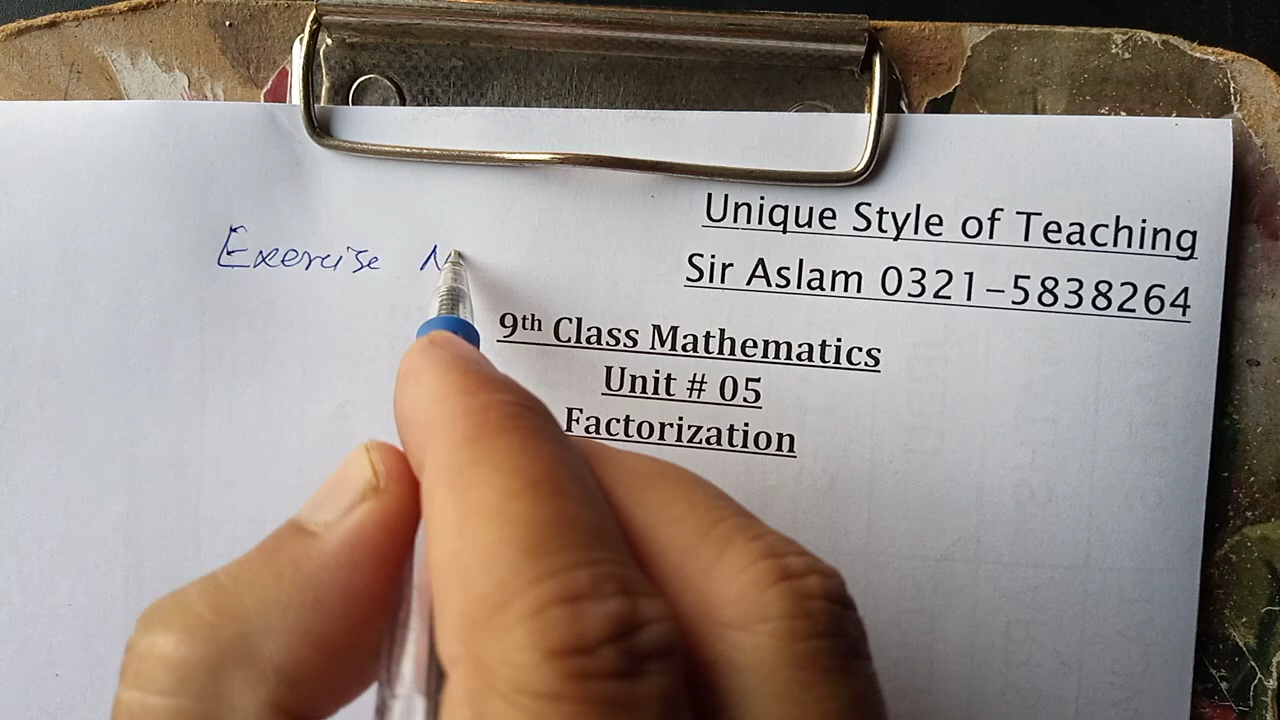 Unique Style of Teaching
Sir Aslam 0321-5838264
Exercise N
9th Class Mathematics
Unit # 05
Factorization